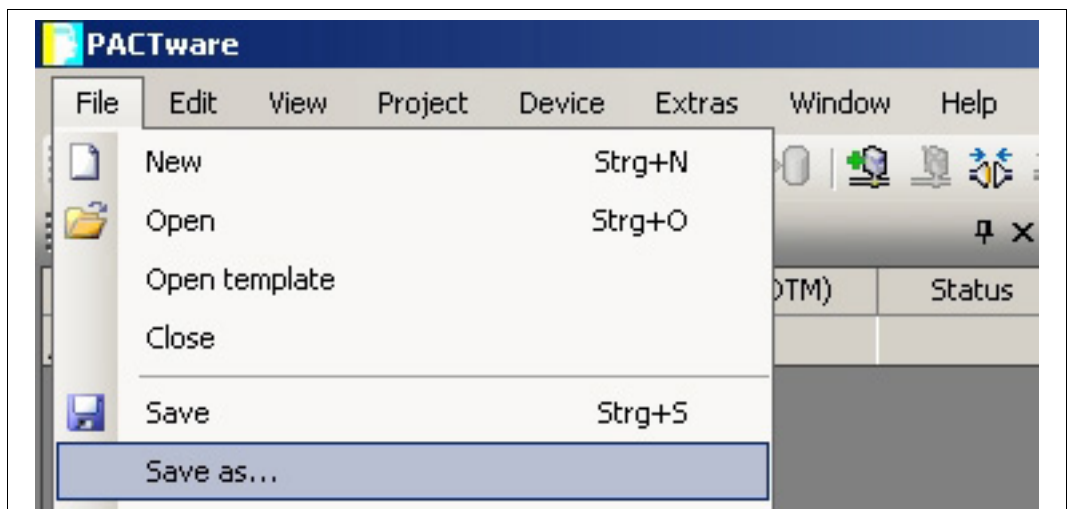 PACTware
File Edit View Project Device Extras Window Help
New Strg+N
Open Strg+O
Open template
DTM) Status
Close
Save Strg+S
Save as...